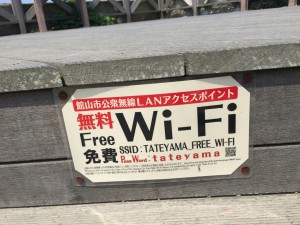 館山市公衆無線LANアクセスポイント
無料 Wi-Fi
Free
免費
SSID : TATEYAMA_FREE_WI-FI
Pass Word : tateyama